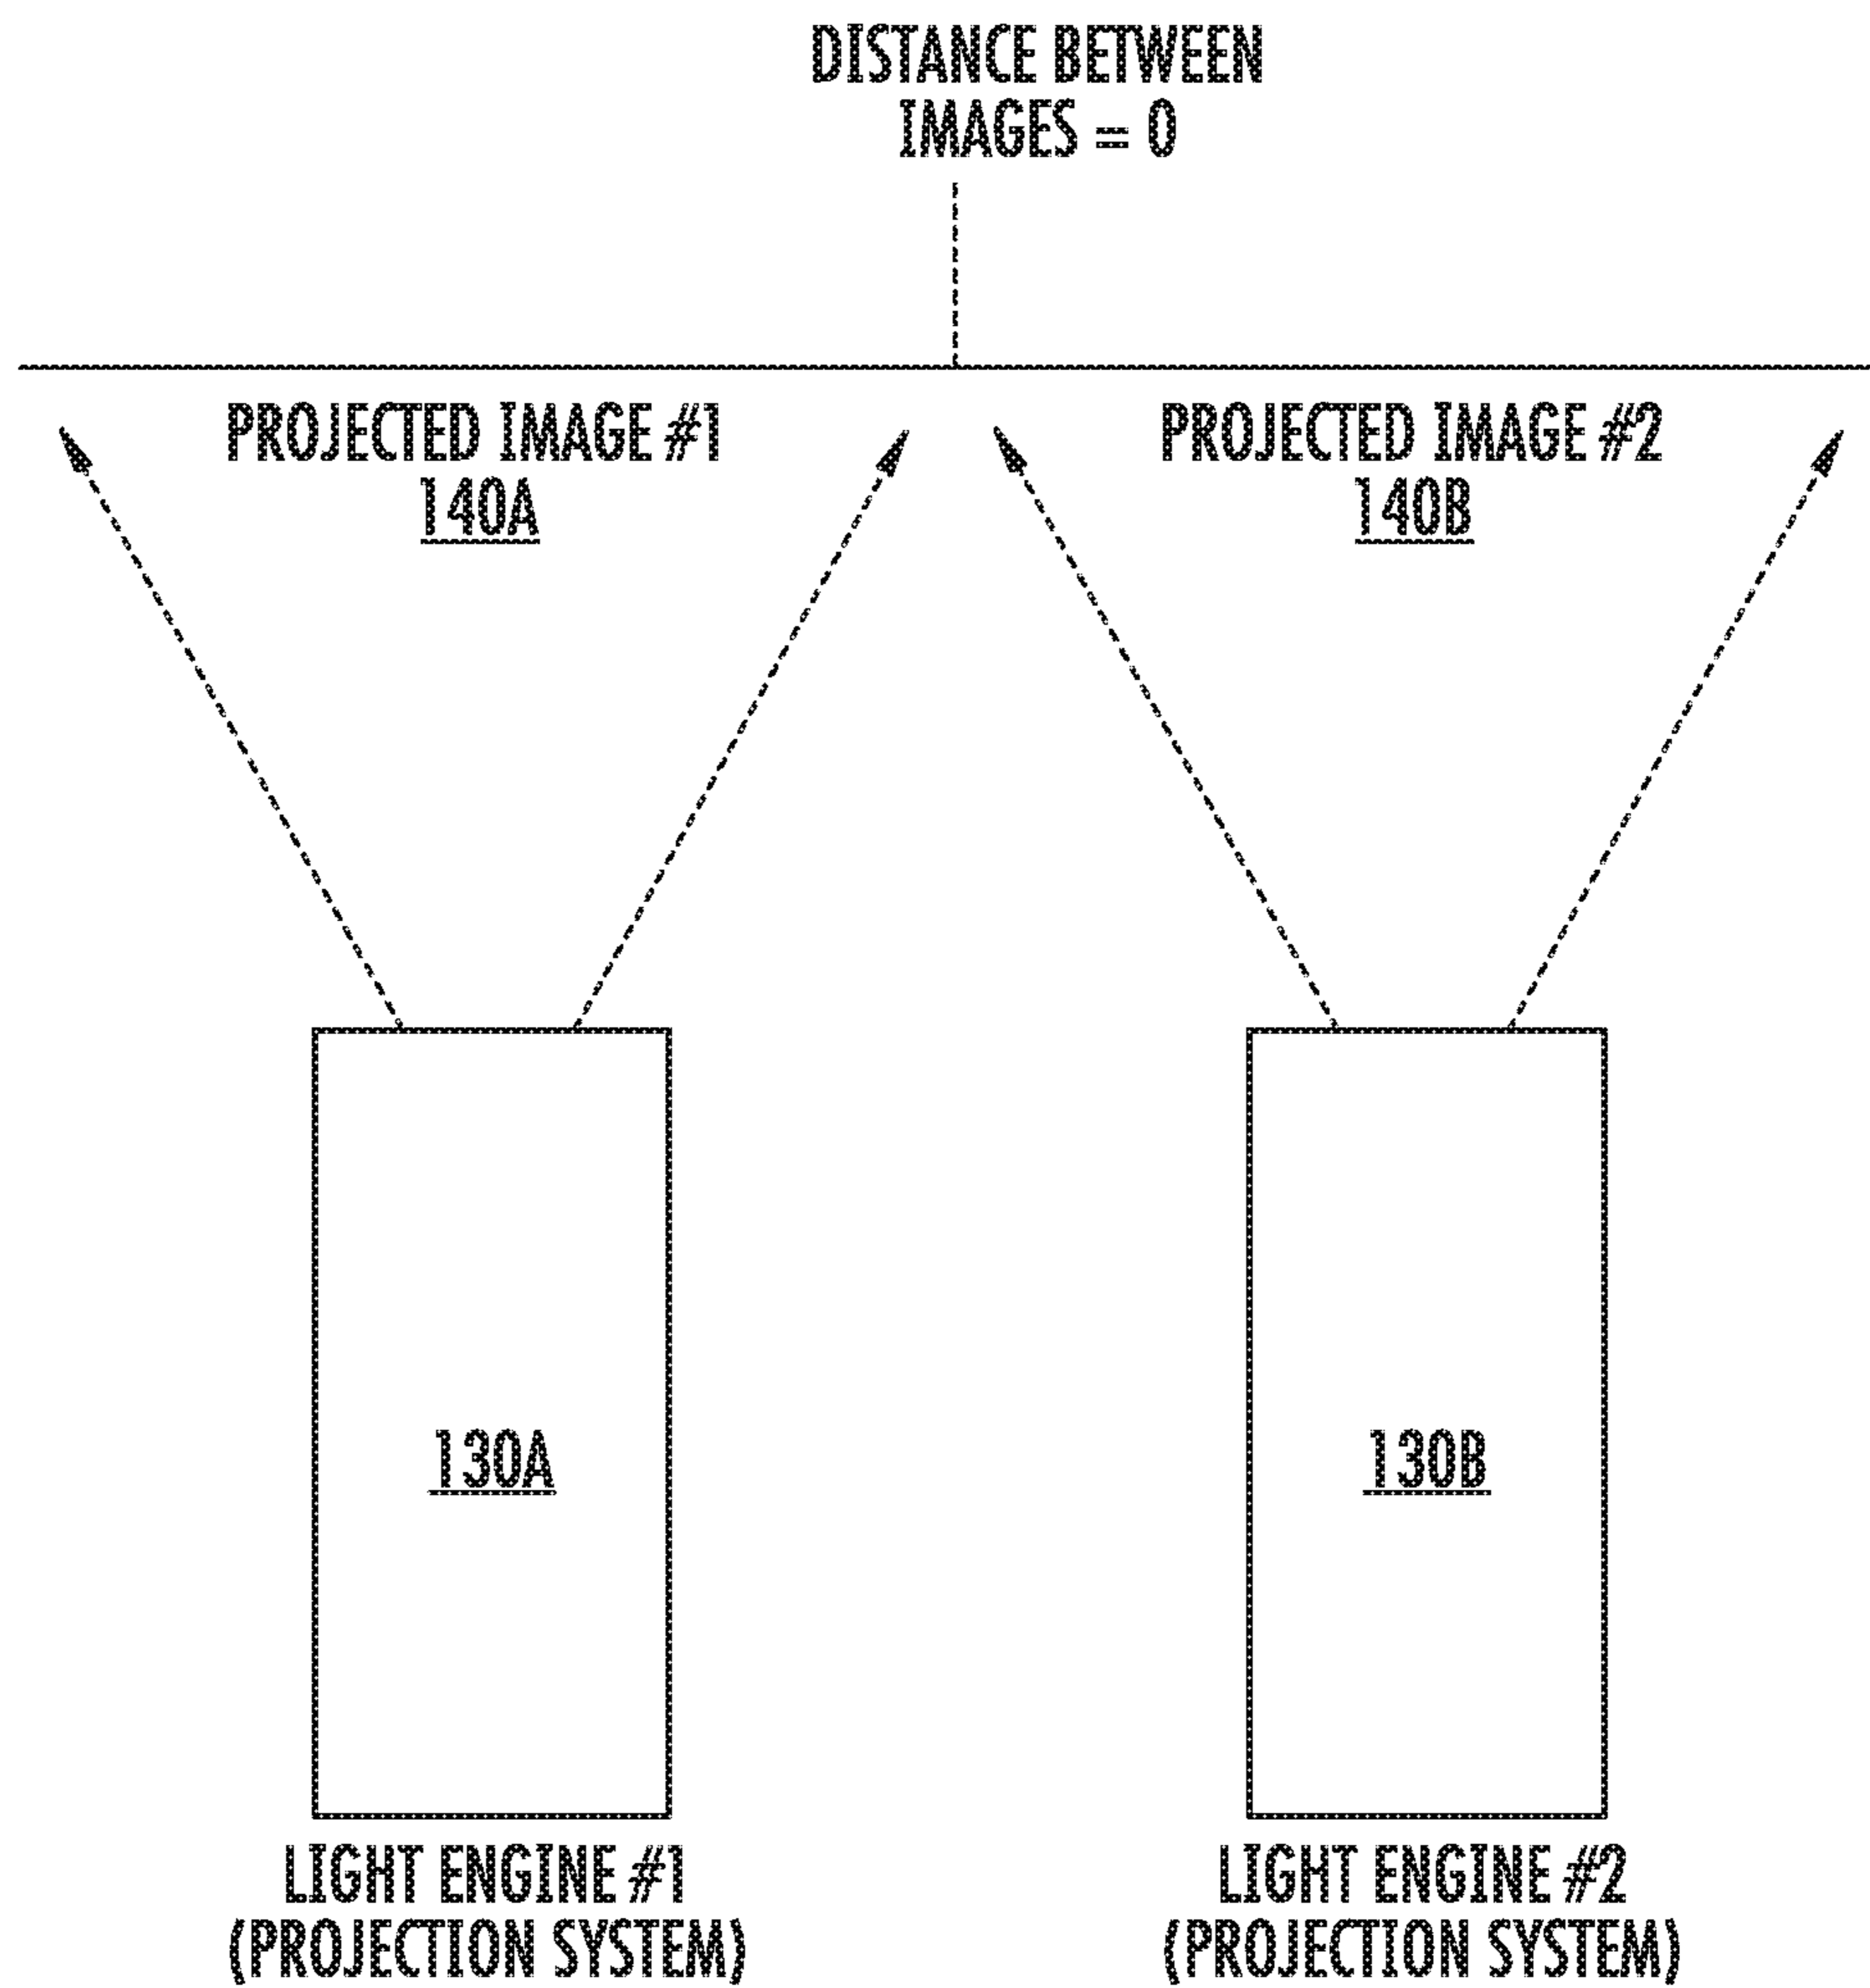 DISTANCE BETWEEN
IMAGES = 0
PROJECTED IMAGE #1
140A
PROJECTED IMAGE #2
140B
130A
130B
LIGHT ENGINE #1
(PROJECTION SYSTEM)
LIGHT ENGINE #2
(PROJECTION SYSTEM)